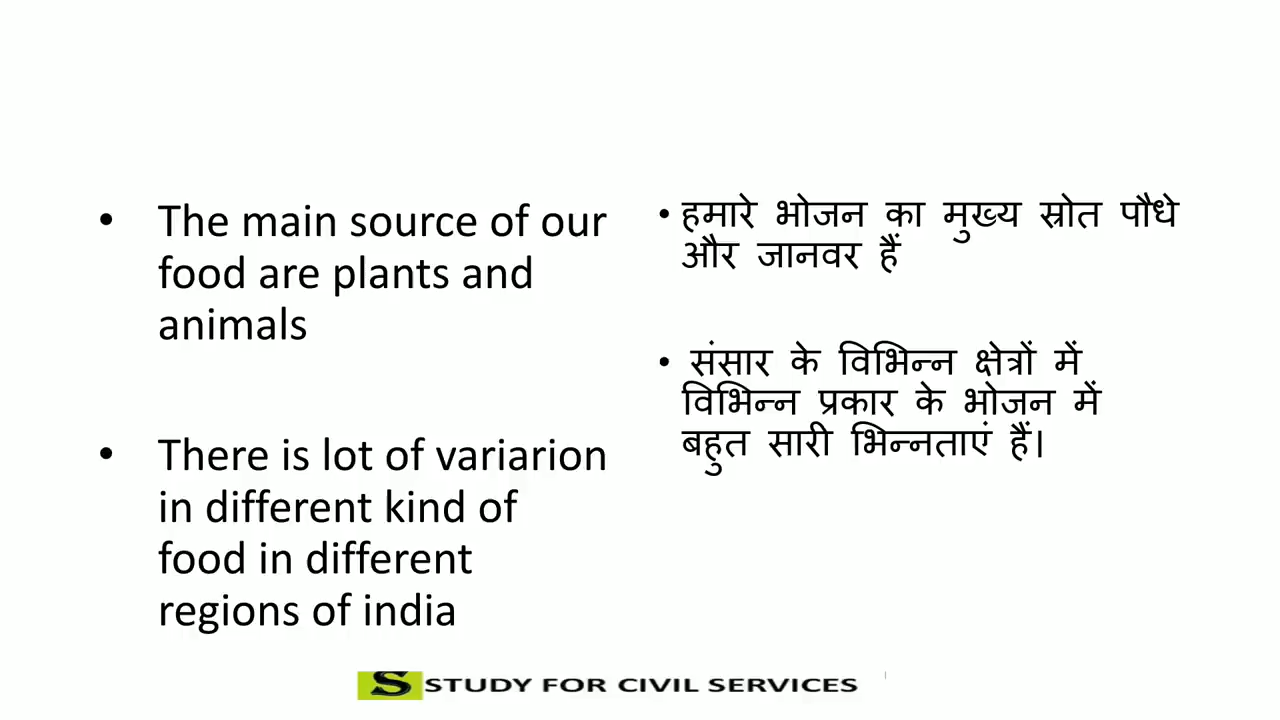 The main source of our
food are plants and
animals
There is lot of variarion
in different kind of
food in different
regions of india
हमारे भोजन का मुख्य स्रोत पौधे
और जानवर हैं
संसार के विभिन्न क्षेत्रों में
विभिन्न प्रकार के भोजन में
बहुत सारी भिन्नताएं हैं।
S STUDY FOR CIVIL SERVICES